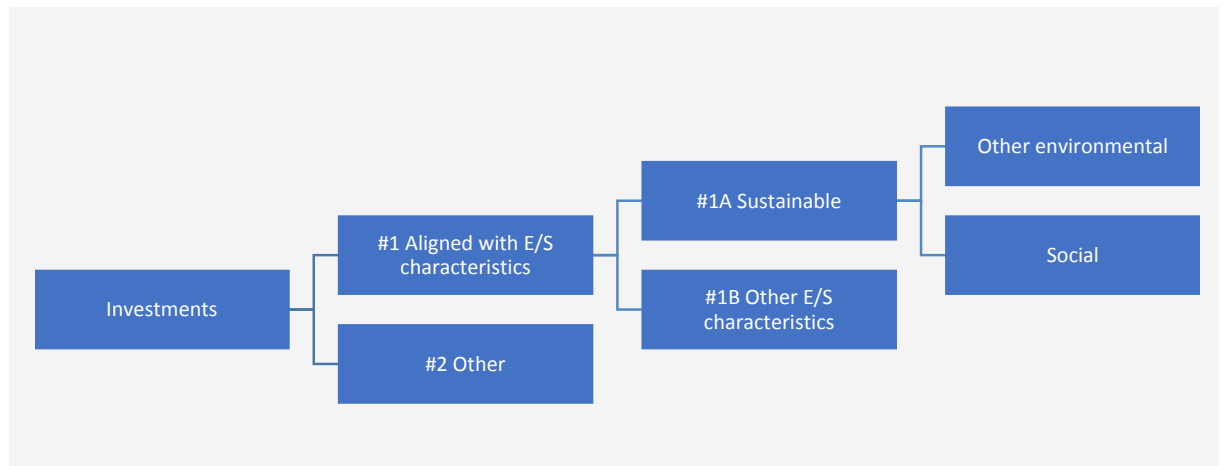 Investments
#1 Aligned with E/S
characteristics
#2 Other
#1A Sustainable
#1B Other E/S
characteristics
Other environmental
Social